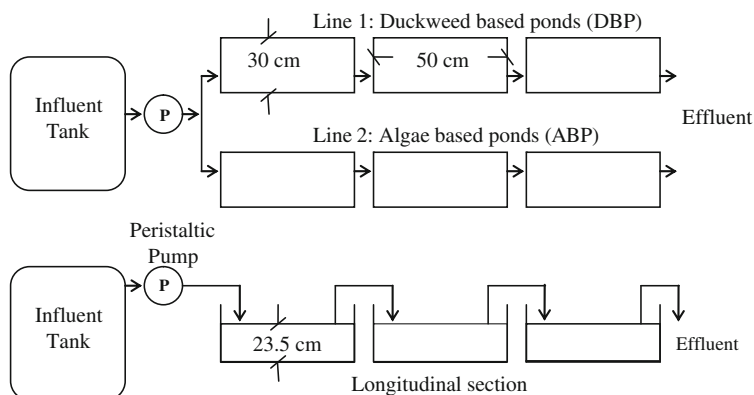 Line 1: Duckweed based ponds (DBP)
30 cm
50 cm
Influent
Tank
P
Effluent
Line 2: Algae based ponds (ABP)
Peristaltic
Pump
P
Influent
Tank
23.5 cm
Effluent
Longitudinal section